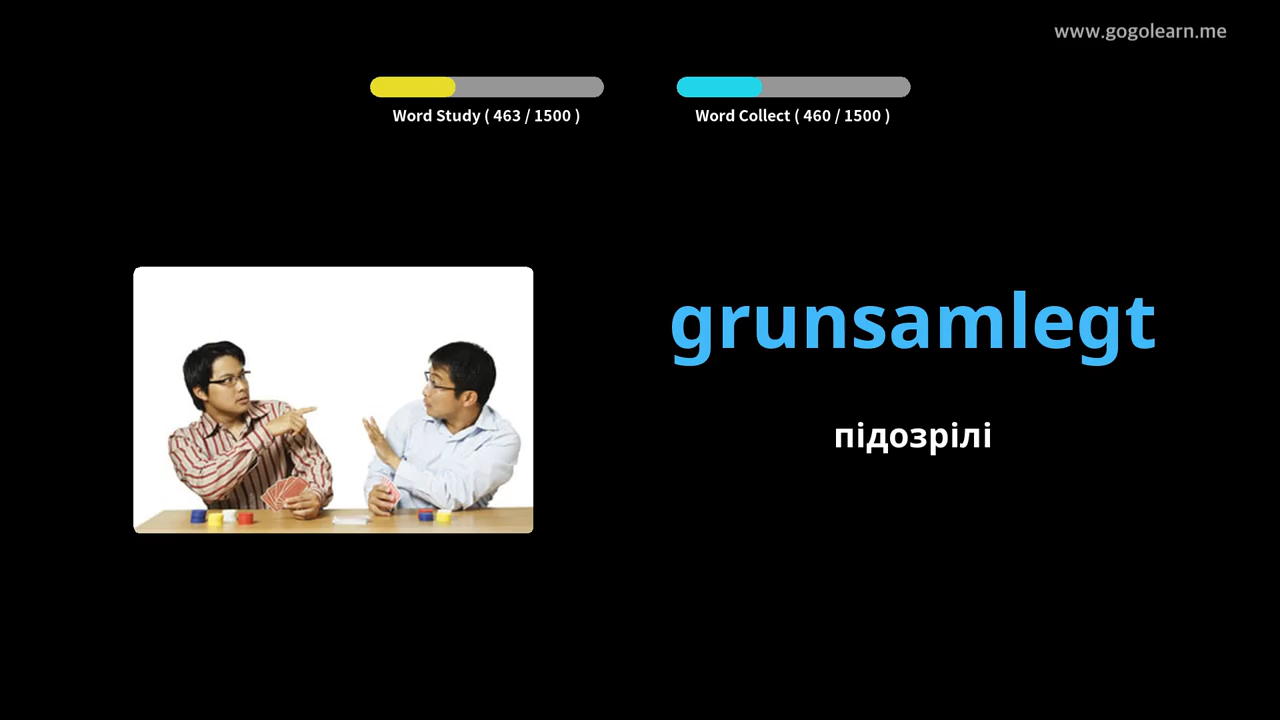 www.gogolearn.me
Word Study ( 463 / 1500 )
Word Collect ( 460 / 1500 )
grunsamlegt
підозрілі